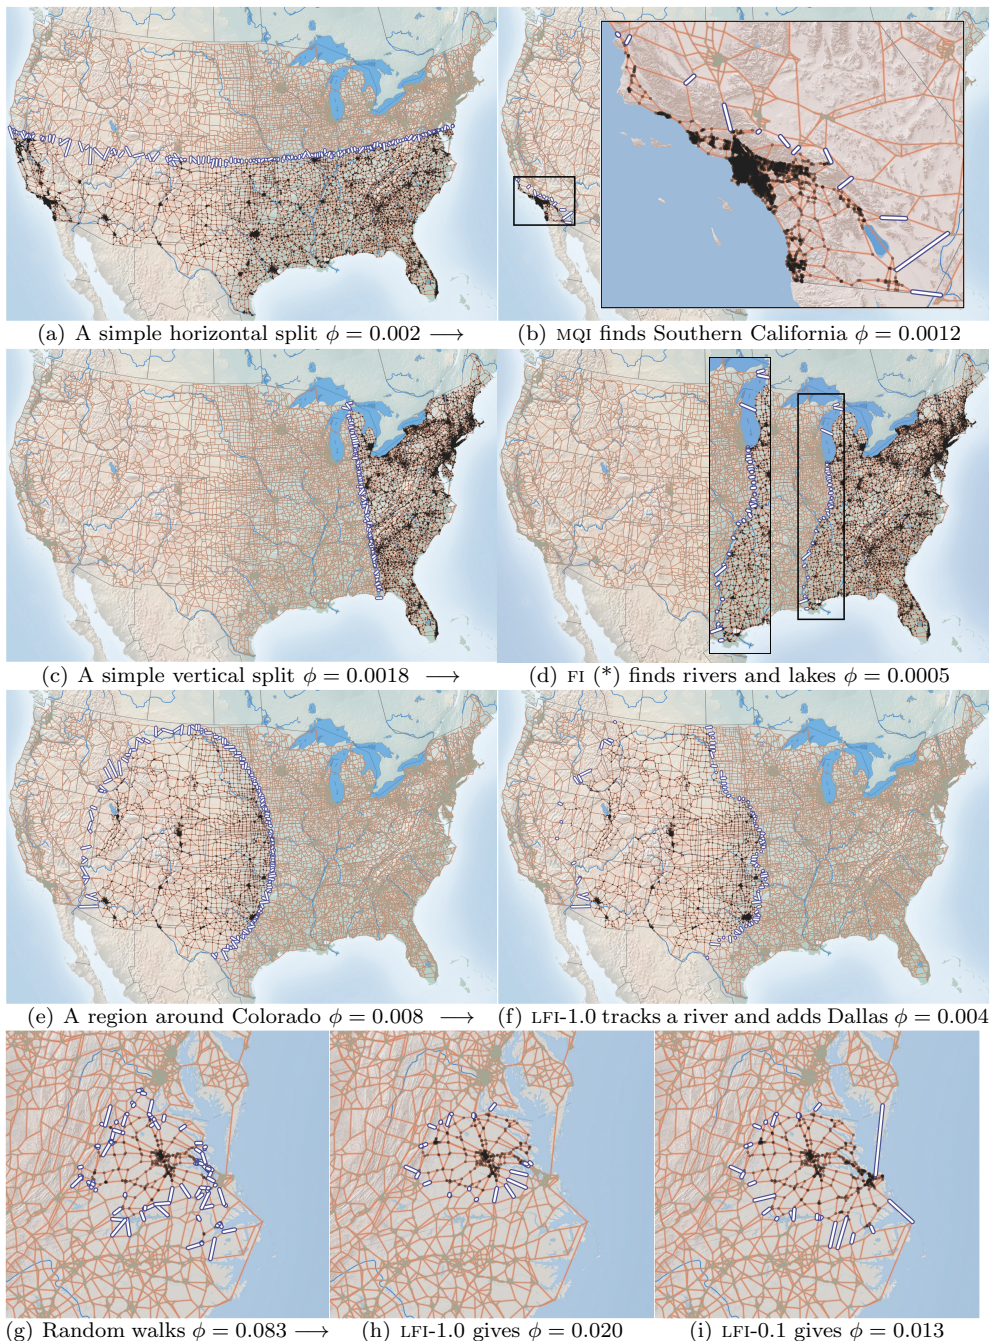 (a) A simple horizontal split ϕ = 0.002 ⟶
(b) MQI finds Southern California ϕ = 0.0012
(c) A simple vertical split ϕ = 0.0018 ⟶
(d) FI (*) finds rivers and lakes ϕ = 0.0005
(e) A region around Colorado ϕ = 0.008 ⟶
(f) LFI-1.0 tracks a river and adds Dallas ϕ = 0.004
(g) Random walks ϕ = 0.083 ⟶
(h) LFI-1.0 gives ϕ = 0.020
(i) LFI-0.1 gives ϕ = 0.013